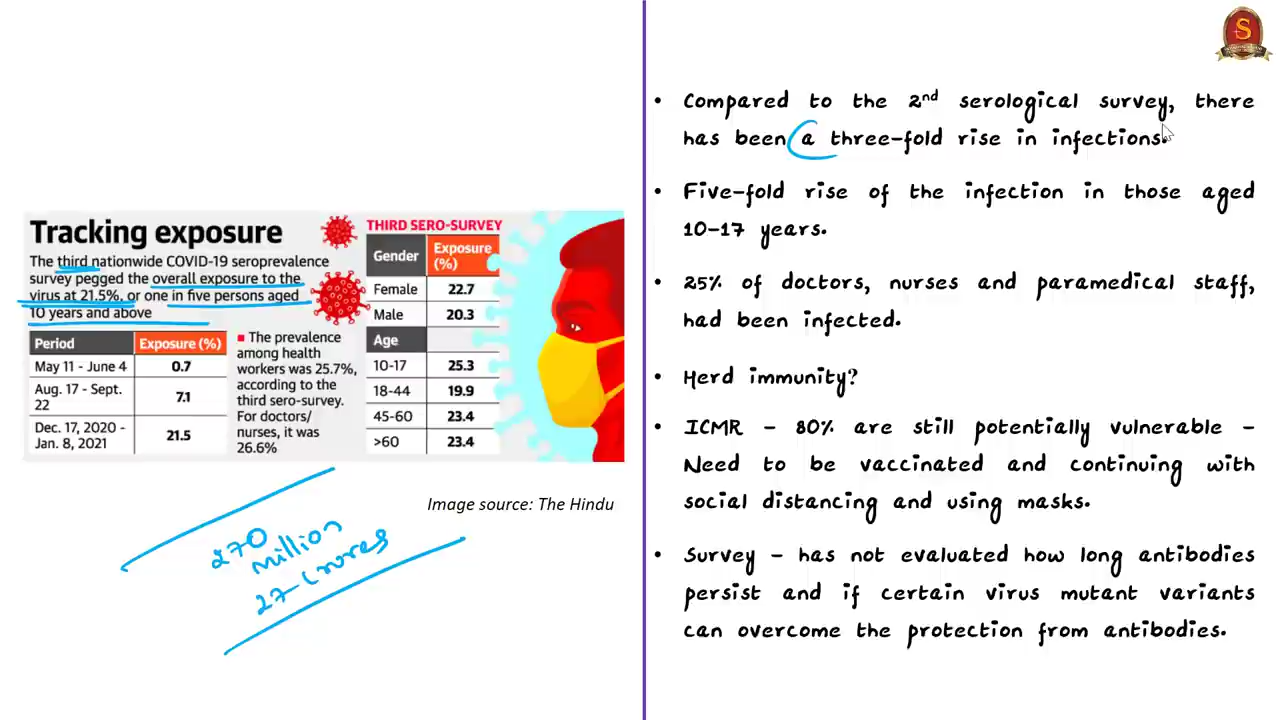 Tracking exposure
The third nationwide COVID-19 seroprevalence
survey pegged the overall exposure to the
virus at 21.5%, or one in five persons aged
10 years and above
Period Exposure (%)
May 11 - June 4 0.7
Aug. 17 - Sept.
22 7.1
Dec. 17, 2020 -
Jan. 8, 2021 21.5
■ The prevalence
among health
workers was 25.7%,
according to the
third sero-survey.
For doctors/
nurses, it was
26.6%
THIRD SERO-SURVEY
Gender Exposure
(%)
Female 22.7
Male 20.3
Age
10-17 25.3
18-44 19.9
45-60 23.4
>60 23.4
Image source: The Hindu
270
million
27 Crores
S
• Compared to the 2nd serological survey, there
has been a three-fold rise in infections.
• Five-fold rise of the infection in those aged
10-17 years.
• 25% of doctors, nurses and paramedical staff,
had been infected.
• Herd immunity?
• ICMR - 80% are still potentially vulnerable -
Need to be vaccinated and continuing with
social distancing and using masks.
• Survey - has not evaluated how long antibodies
persist and if certain virus mutant variants
can overcome the protection from antibodies.